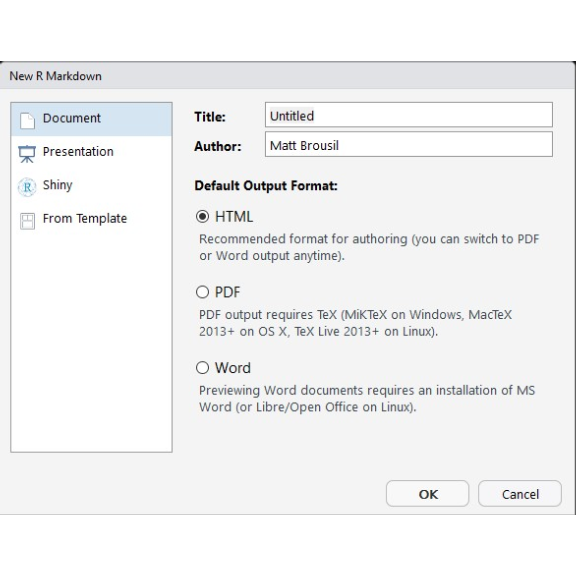 New R Markdown
Document
Presentation
R Shiny
From Template
Title: Untitled
Author: Matt Brousil
Default Output Format:
HTML
Recommended format for authoring (you can switch to PDF
or Word output anytime).
PDF
PDF output requires TeX (MiKTeX on Windows, MacTeX
2013+ on OS X, TeX Live 2013+ on Linux).
Word
Previewing Word documents requires an installation of MS
Word (or Libre/Open Office on Linux).
OK Cancel